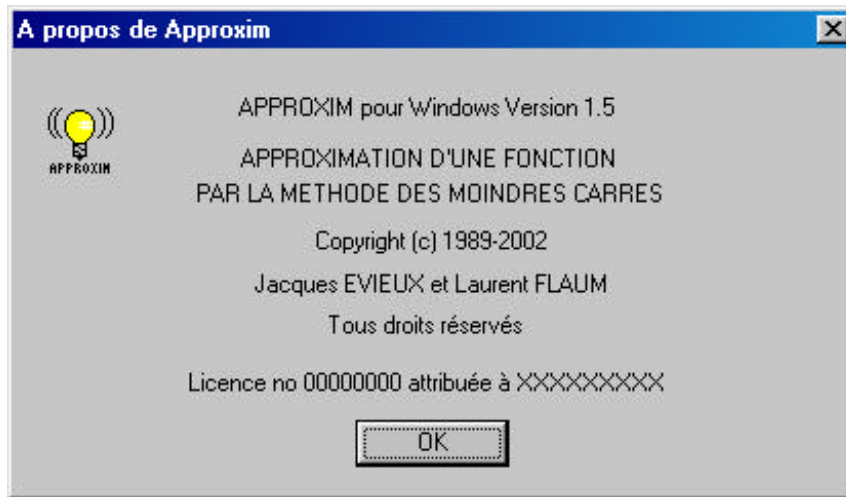 A propos de Approxim
APPROXIM pour Windows Version 1.5
APPROXIM
APPROXIMATION D'UNE FONCTION
PAR LA METHODE DES MOINDRES CARRES
Copyright (c) 1989-2002
Jacques EVIEUX et Laurent FLAUM
Tous droits réservés
Licence no 00000000 attribuée à XXXXXXXXX
OK